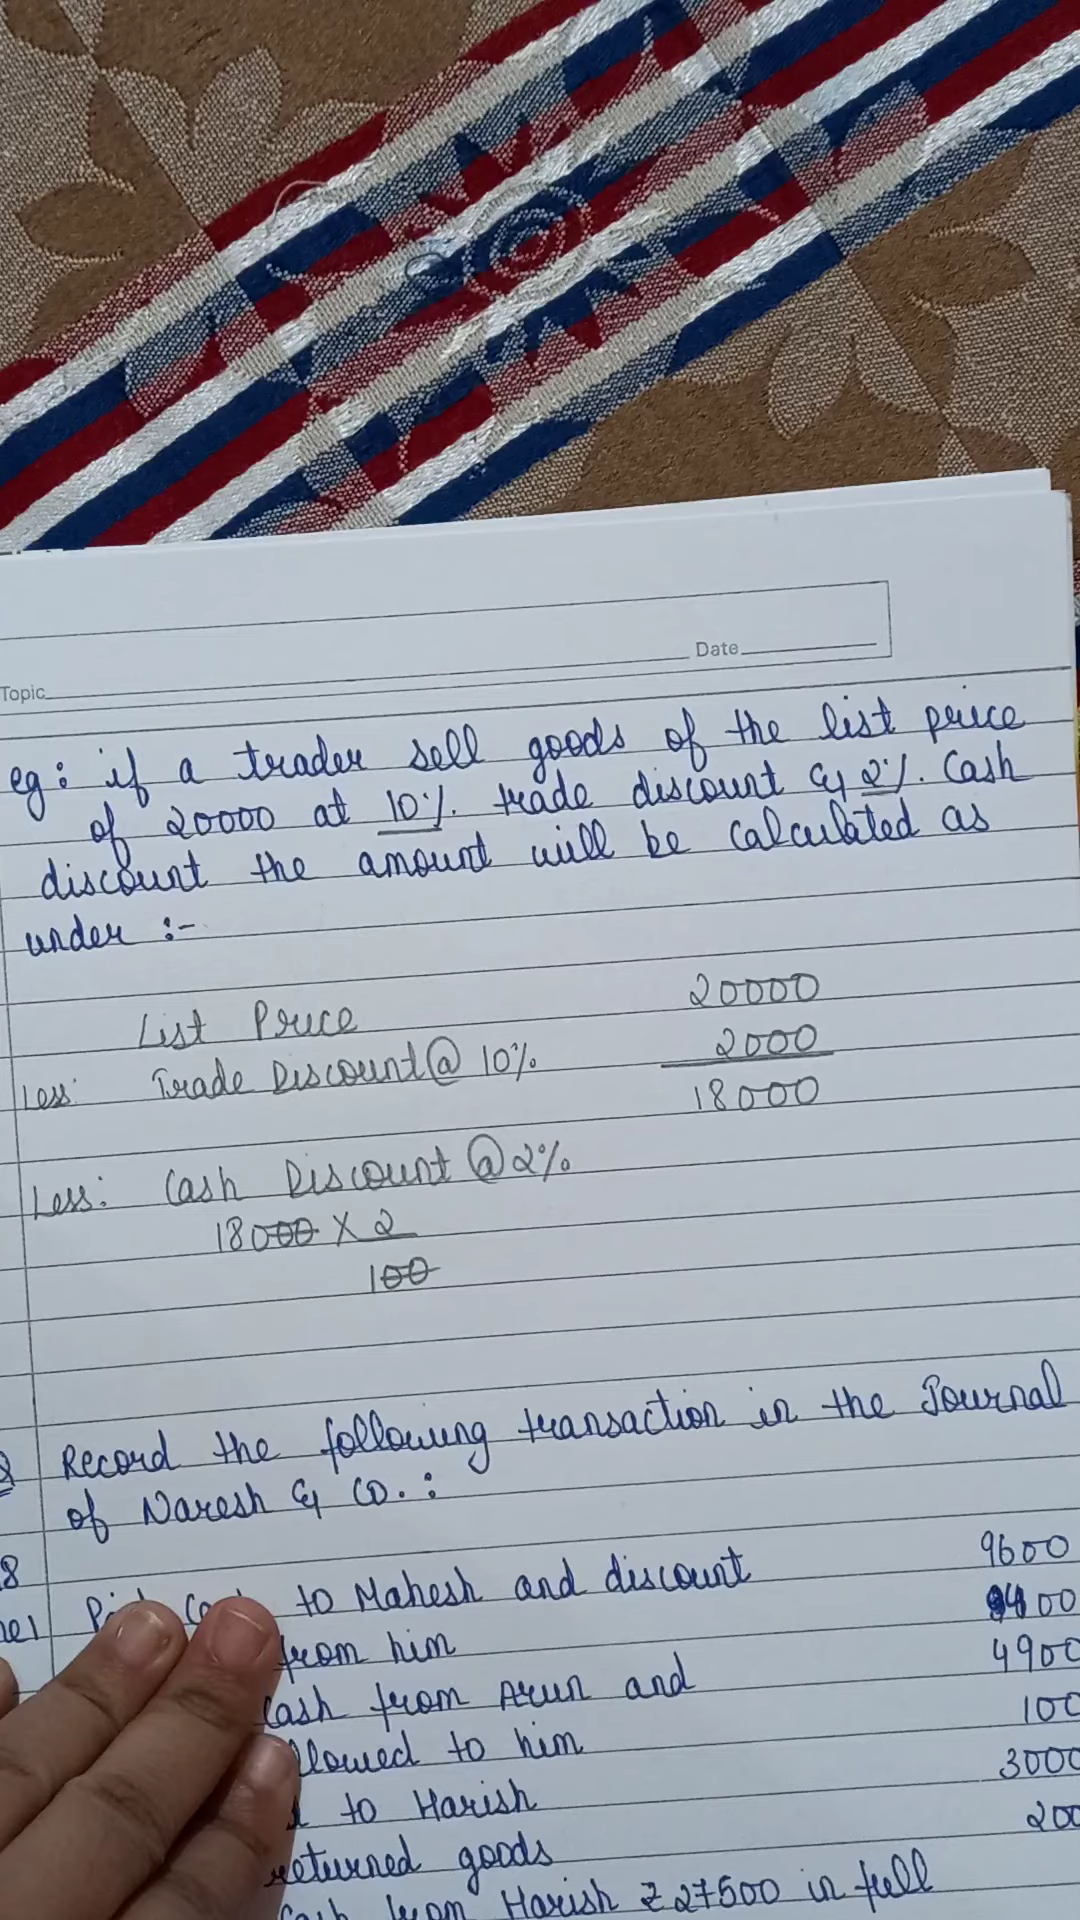 Date
Topic
eg: if a trader sell goods of the list price
of 20000 at 10%. trade discount & 2%. Cash
discount the amount will be calculated as
under :-
List Price 20000
Less: Trade Discount @ 10% 2000
18000
Less: Cash Discount @ 2%
18000 X 2
100
Record the following transaction in the Journal
of Naresh & CO. :
8
to Mahesh and discount 9600
from him 400
cash from Arun and 4900
llowed to him 100
to Harish 3000
returned goods 200
from Harish ₹27500 in full